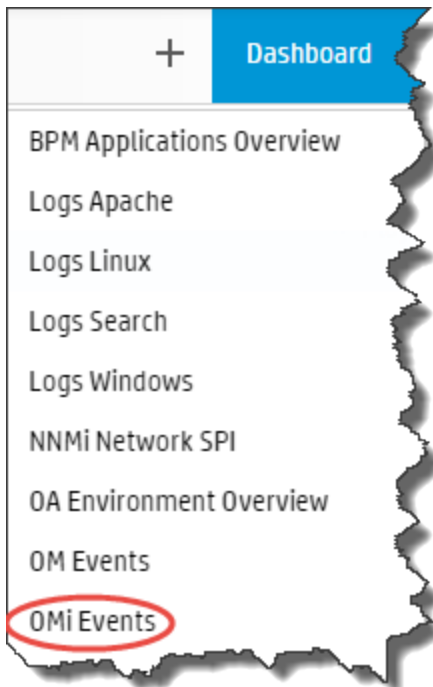 + Dashboard
BPM Applications Overview
Logs Apache
Logs Linux
Logs Search
Logs Windows
NNMi Network SPI
OA Environment Overview
OM Events
OMi Events